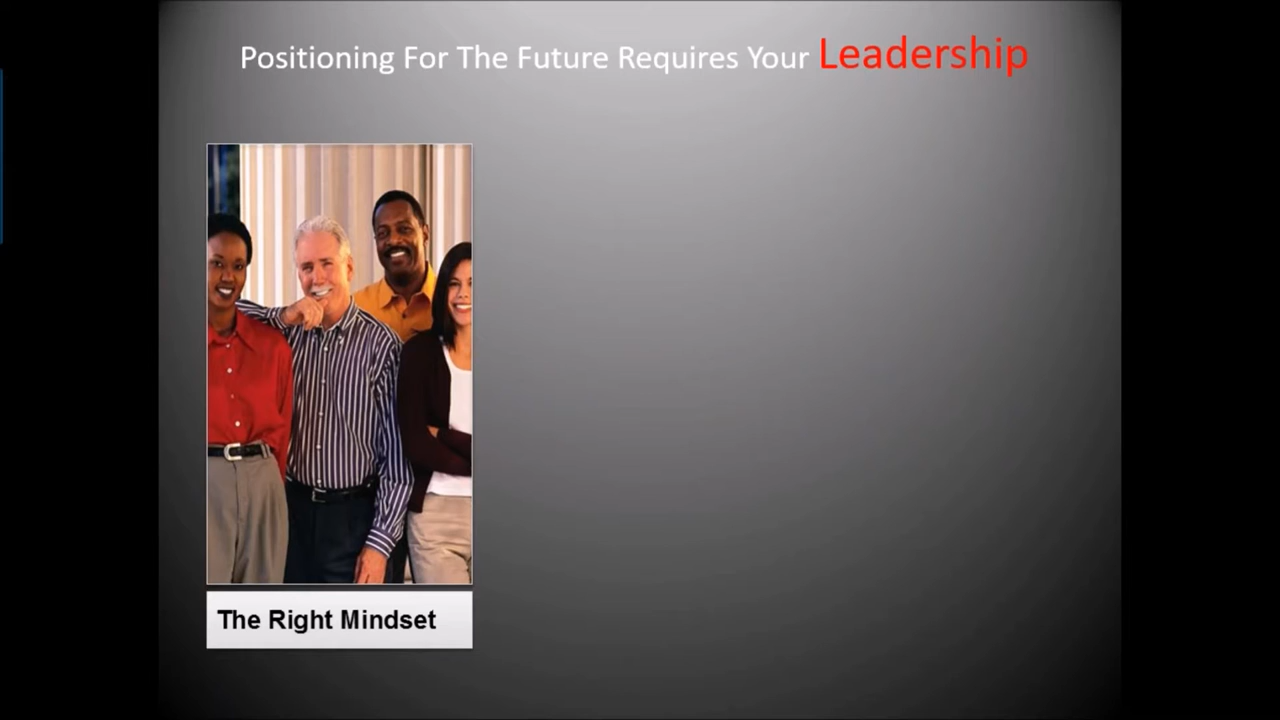 Positioning For The Future Requires Your Leadership
The Right Mindset